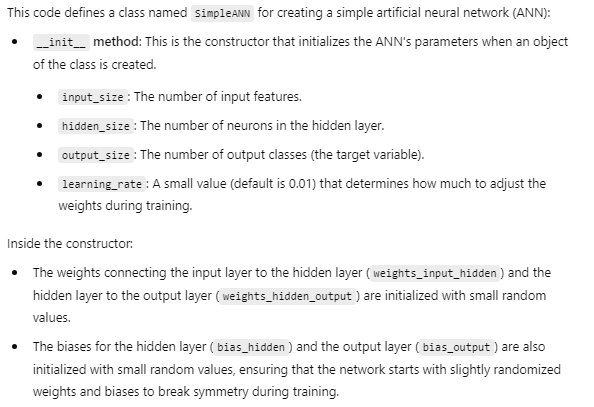 This code defines a class named SimpleANN for creating a simple artificial neural network (ANN):
• __init__ method: This is the constructor that initializes the ANN's parameters when an object
of the class is created.
• input_size : The number of input features.
• hidden_size : The number of neurons in the hidden layer.
• output_size : The number of output classes (the target variable).
• learning_rate : A small value (default is 0.01) that determines how much to adjust the
weights during training.
Inside the constructor:
• The weights connecting the input layer to the hidden layer ( weights_input_hidden ) and the
hidden layer to the output layer ( weights_hidden_output ) are initialized with small random
values.
• The biases for the hidden layer ( bias_hidden ) and the output layer ( bias_output ) are also
initialized with small random values, ensuring that the network starts with slightly randomized
weights and biases to break symmetry during training.